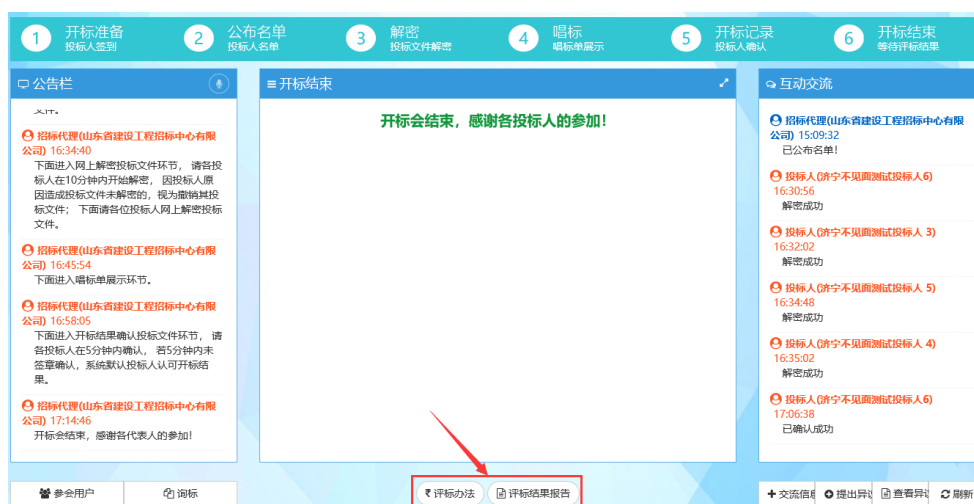 1 开标准备
投标人签到
2 公布名单
投标人名单
3 解密
投标文件解密
4 唱标
唱标单展示
5 开标记录
投标人确认
6 开标结束
等待评标结果
公告栏
文件。
招标代理(山东省建设工程招标中心有限
公司) 16:34:40
下面进入网上解密投标文件环节， 请各投
标人在10分钟内开始解密， 因投标人原
因造成投标文件未解密的，视为撤销其投
标文件； 下面请各位投标人网上解密投标
文件。
招标代理(山东省建设工程招标中心有限
公司) 16:45:54
下面进入唱标单展示环节。
招标代理(山东省建设工程招标中心有限
公司) 16:58:05
下面进入开标结果确认投标文件环节， 请
各投标人在5分钟内确认， 若5分钟内未
签章确认，系统默认投标人认可开标结
果。
招标代理(山东省建设工程招标中心有限
公司) 17:14:46
开标会结束，感谢各代表人的参加！
参会用户
询标
开标结束
开标会结束，感谢各投标人的参加！
评标办法
评标结果报告
互动交流
招标代理(山东省建设工程招标中心有限
公司) 15:09:32
已公布名单！
投标人(济宁不见面测试投标人6)
16:30:56
解密成功
投标人(济宁不见面测试投标人 3)
16:32:02
解密成功
投标人(济宁不见面测试投标人 5)
16:34:48
解密成功
投标人(济宁不见面测试投标人 4)
16:35:02
解密成功
投标人(济宁不见面测试投标人6)
17:06:38
已确认成功
交流信息
提出异议
查看异议
刷新